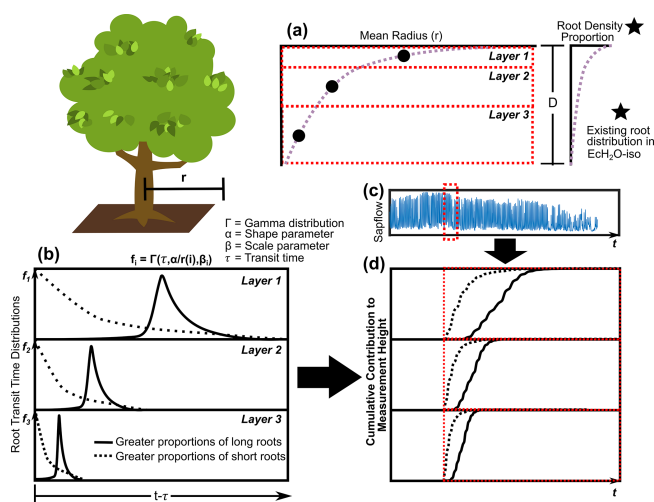 (a)
Mean Radius (r)
Root Density
Proportion
Layer 1
Layer 2
Layer 3
D
Existing root
distribution in
EcH₂O-iso
r
Γ = Gamma distribution
α = Shape parameter
β = Scale parameter
τ = Transit time
(b)
fᵢ = Γ(τ,α/r(i),βᵢ)
Root Transit Time Distributions
f₁
Layer 1
f₂
Layer 2
f₃
Layer 3
Greater proportions of long roots
Greater proportions of short roots
t-τ
(c)
Sapflow
t
(d)
Cumulative Contribution to
Measurement Height
t